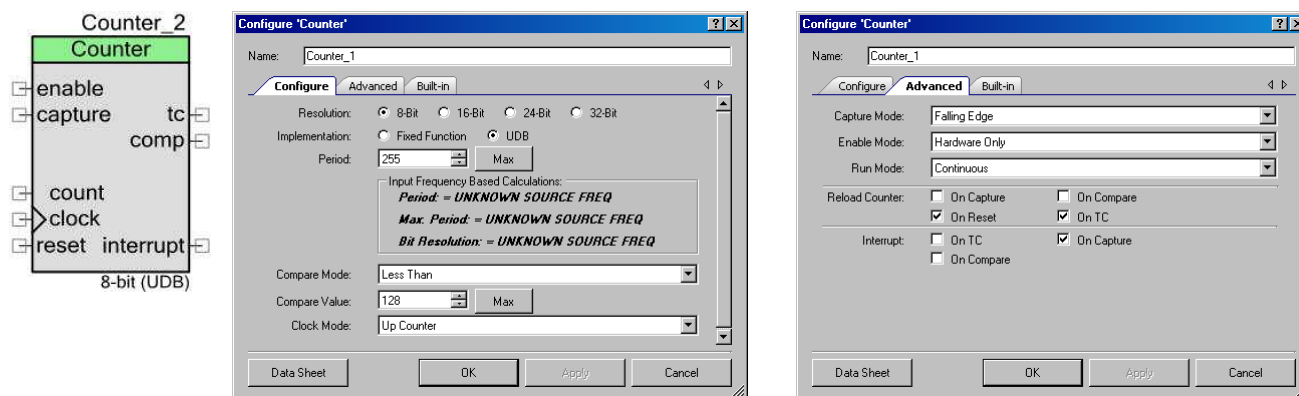 Counter_2
Counter
enable
capture tc
comp
count
clock
reset interrupt
8-bit (UDB)
Configure 'Counter'
Name: Counter_1
Configure Advanced Built-in
Resolution: 8-Bit 16-Bit 24-Bit 32-Bit
Implementation: Fixed Function UDB
Period: 255 Max
Input Frequency Based Calculations:
Period: = UNKNOWN SOURCE FREQ
Max. Period: = UNKNOWN SOURCE FREQ
Bit Resolution: = UNKNOWN SOURCE FREQ
Compare Mode: Less Than
Compare Value: 128 Max
Clock Mode: Up Counter
Data Sheet OK Apply Cancel
Configure 'Counter'
Name: Counter_1
Configure Advanced Built-in
Capture Mode: Falling Edge
Enable Mode: Hardware Only
Run Mode: Continuous
Reload Counter: On Capture On Compare
On Reset On TC
Interrupt: On TC On Capture
On Compare
Data Sheet OK Apply Cancel